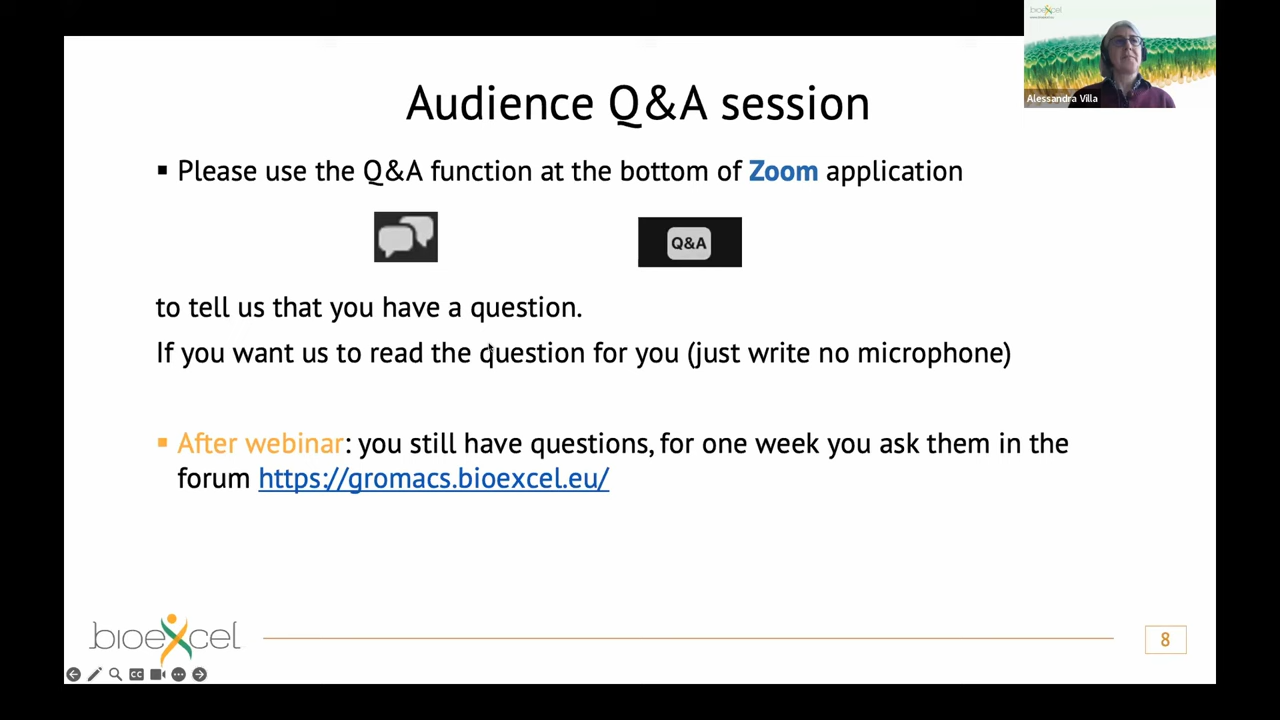 bioexcel
Alessandra Villa
Audience Q&A session
▪ Please use the Q&A function at the bottom of Zoom application
Q&A
to tell us that you have a question.
If you want us to read the question for you (just write no microphone)
▪ After webinar: you still have questions, for one week you ask them in the
forum https://gromacs.bioexcel.eu/
bioexcel
8
CC